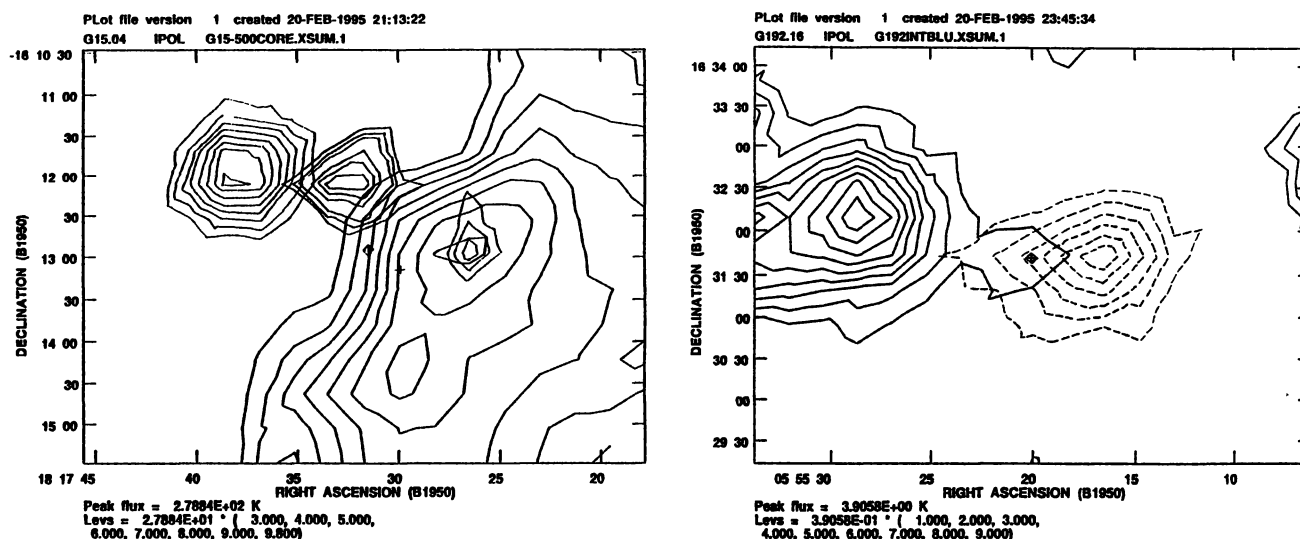 PLot file version 1 created 20-FEB-1995 21:13:22
G15.04 IPOL G15-500CORE.XSUM.1
-16 10 30
11 00
30
12 00
30
13 00
30
14 00
30
15 00
DECLINATION (B1950)
18 17 45
40
35
30
25
20
RIGHT ASCENSION (B1950)
Peak flux = 2.7884E+02 K
Levs = 2.7884E+01 * ( 3.000, 4.000, 5.000,
6.000, 7.000, 8.000, 9.000, 9.800)
PLot file version 1 created 20-FEB-1995 23:45:34
G192.16 IPOL G192INTBLU.XSUM.1
16 34 00
33 30
00
32 30
00
31 30
00
30 30
00
29 30
DECLINATION (B1950)
05 55 30
25
20
15
10
RIGHT ASCENSION (B1950)
Peak flux = 3.9058E+00 K
Levs = 3.9058E-01 * ( 1.000, 2.000, 3.000,
4.000, 5.000, 6.000, 7.000, 8.000, 9.000)